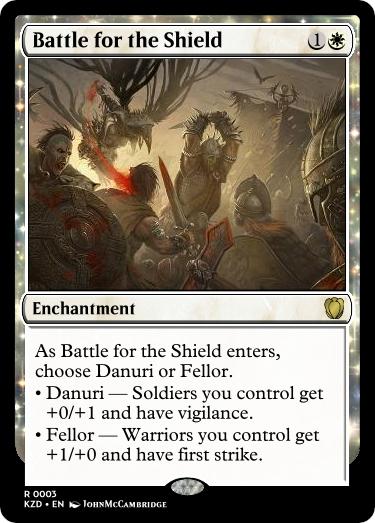 Battle for the Shield 1
Enchantment
As Battle for the Shield enters,
choose Danuri or Fellor.
• Danuri — Soldiers you control get
+0/+1 and have vigilance.
• Fellor — Warriors you control get
+1/+0 and have first strike.
R 0003
KZD • EN JohnMcCambridge